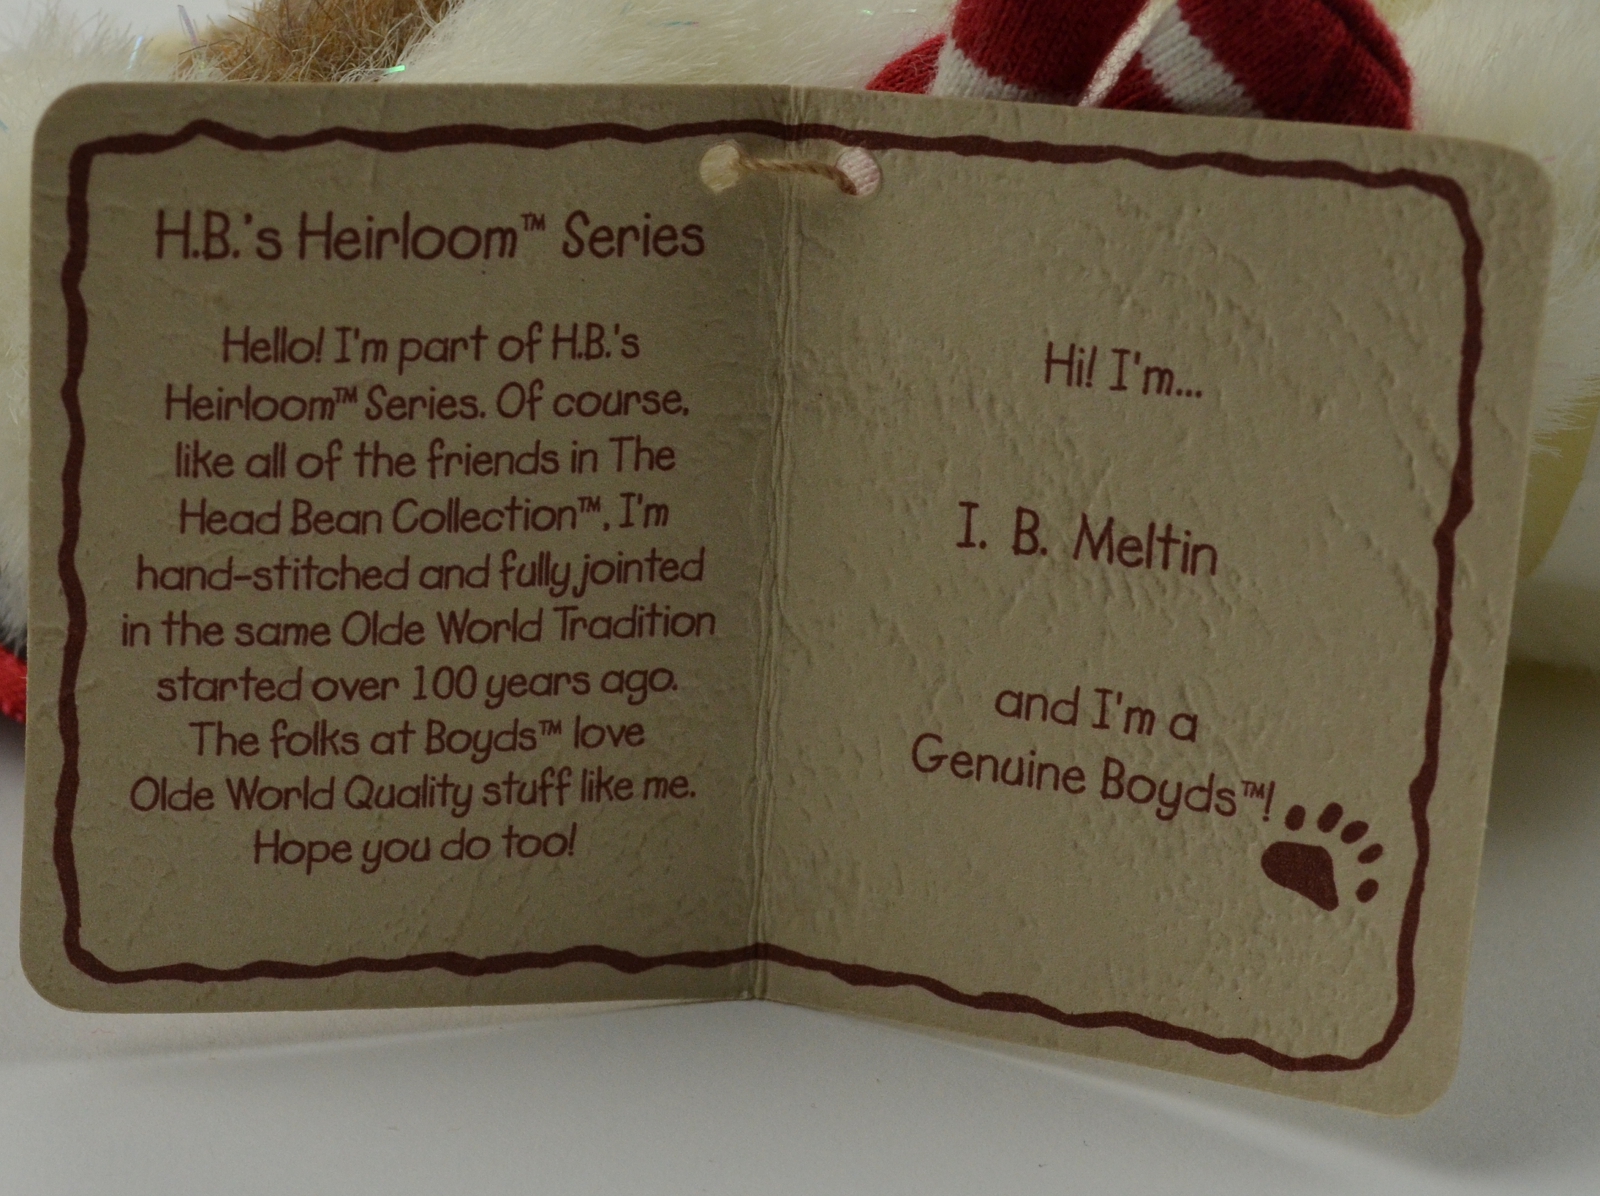 H.B.'s Heirloom™ Series
Hello! I'm part of H.B.'s
Heirloom™ Series. Of course,
like all of the friends in The
Head Bean Collection™, I'm
hand-stitched and fully jointed
in the same Olde World Tradition
started over 100 years ago.
The folks at Boyds™ love
Olde World Quality stuff like me.
Hope you do too!
Hi! I'm...
I. B. Meltin
and I'm a
Genuine Boyds™!